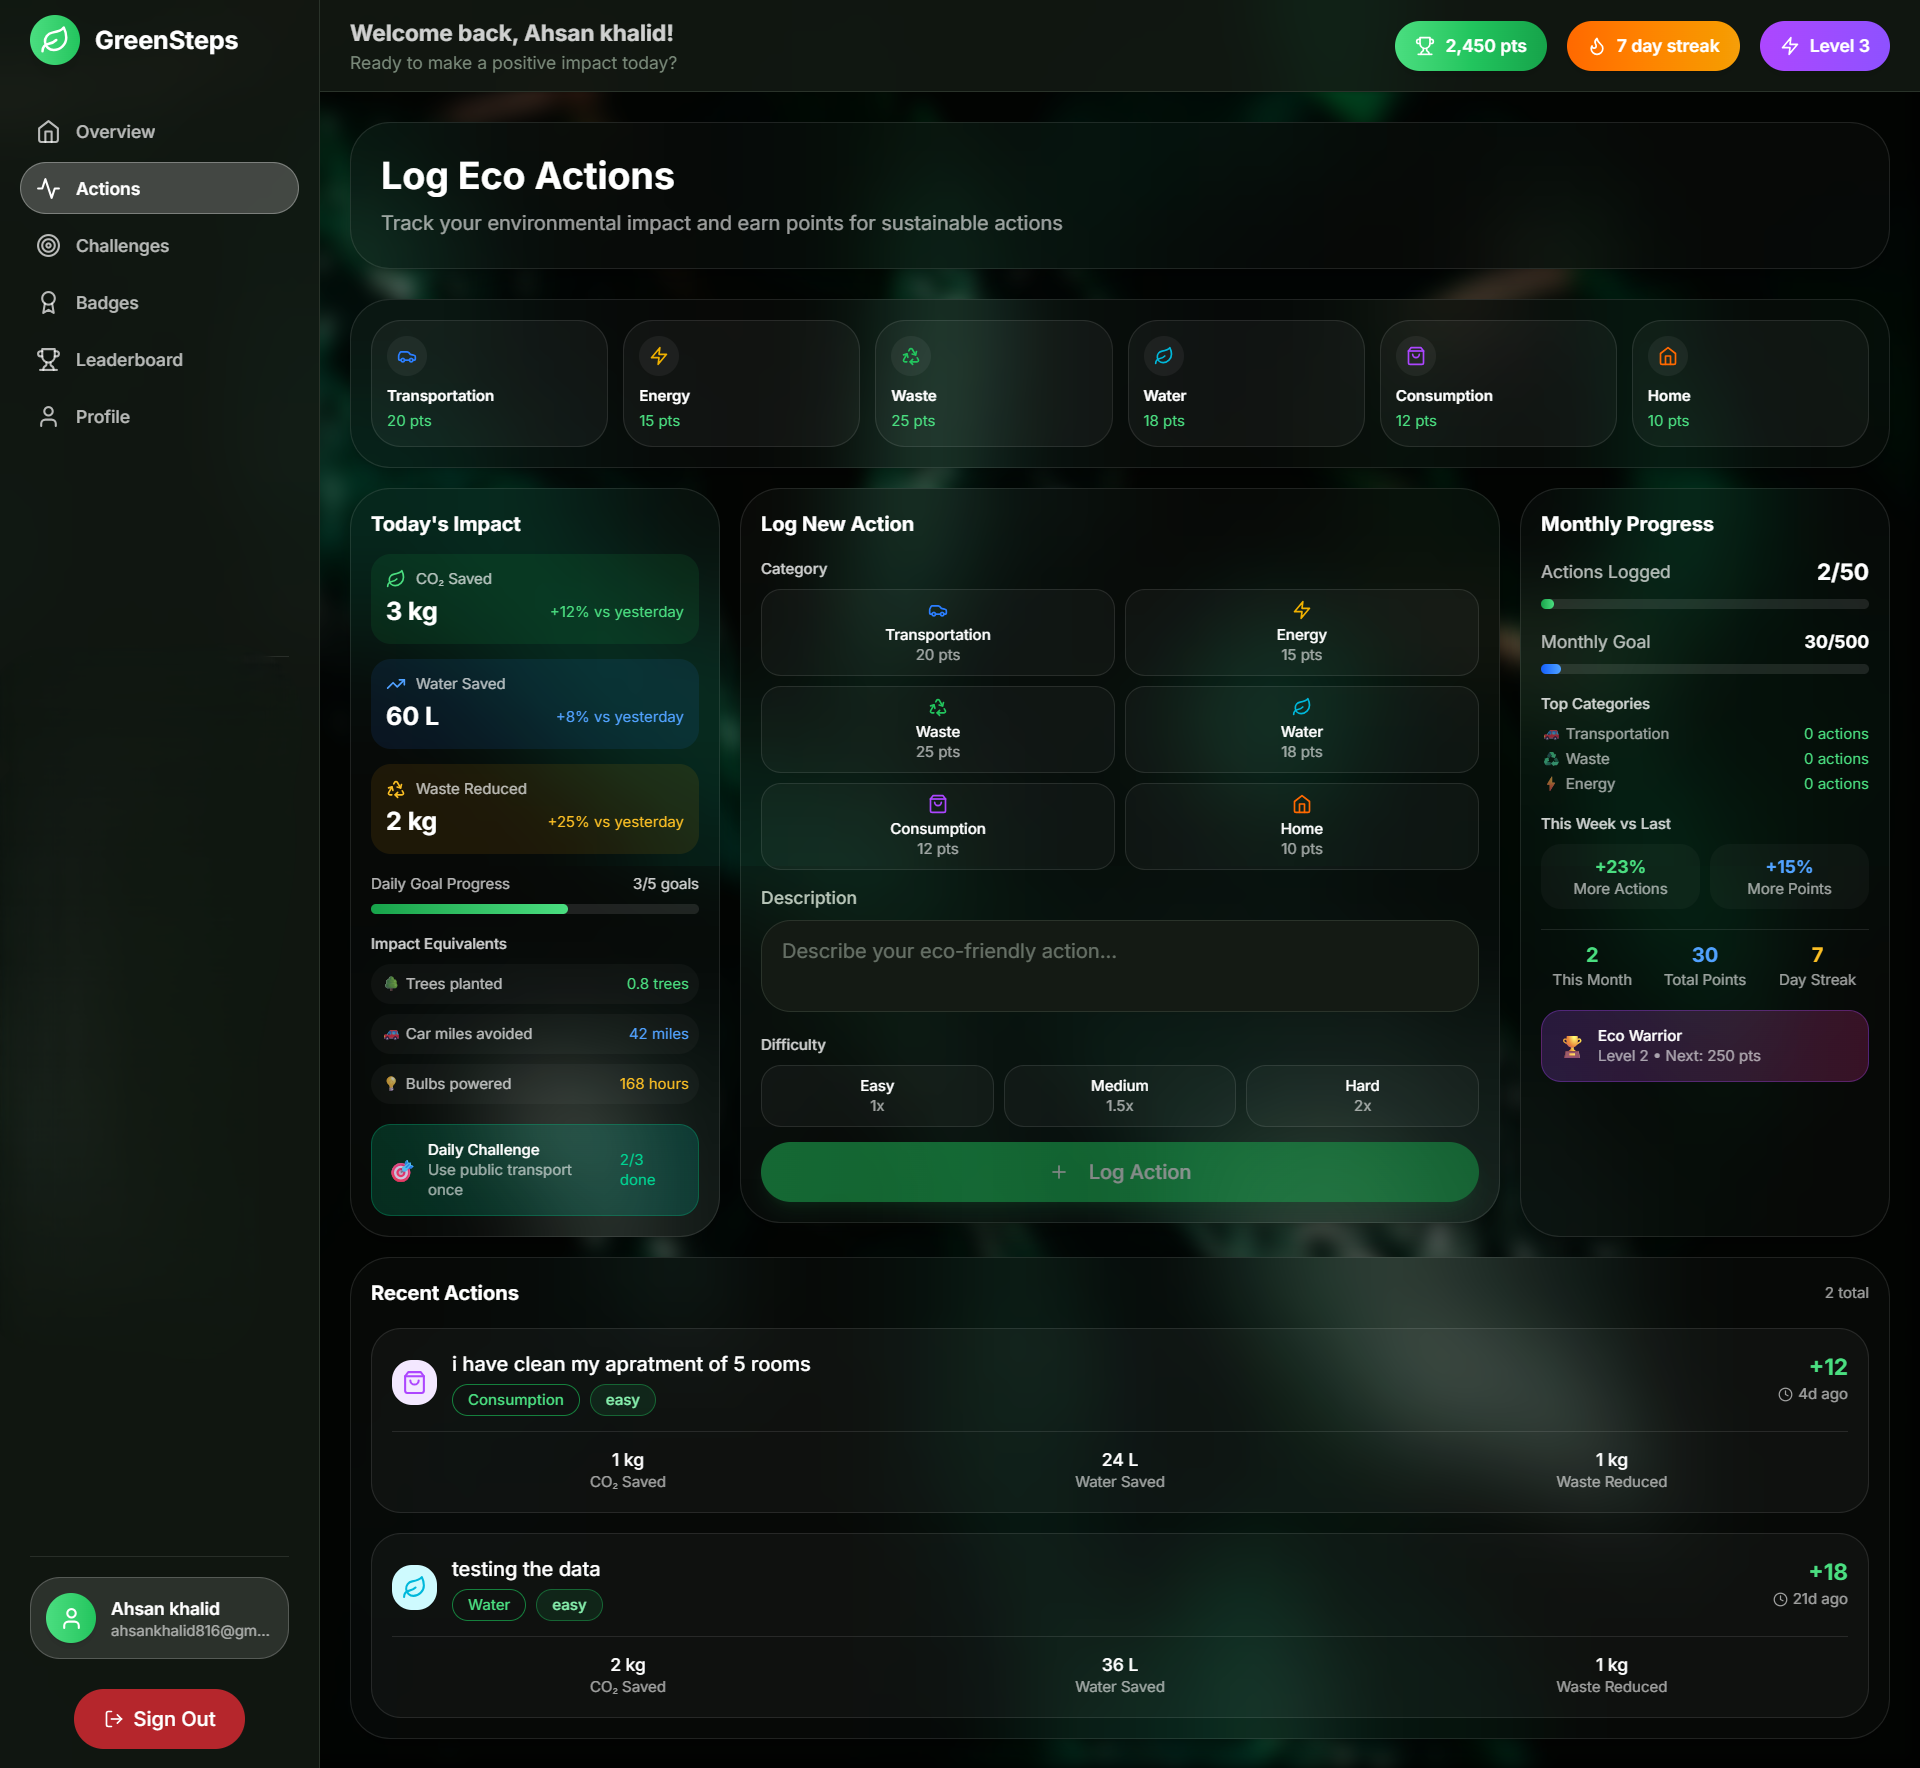 GreenSteps
Overview
Actions
Challenges
Badges
Leaderboard
Profile
Ahsan khalid
ahsankhalid816@gm...
Sign Out
Welcome back, Ahsan khalid!
Ready to make a positive impact today?
2,450 pts
7 day streak
Level 3
Log Eco Actions
Track your environmental impact and earn points for sustainable actions
Transportation
20 pts
Energy
15 pts
Waste
25 pts
Water
18 pts
Consumption
12 pts
Home
10 pts
Today's Impact
CO₂ Saved
3 kg +12% vs yesterday
Water Saved
60 L +8% vs yesterday
Waste Reduced
2 kg +25% vs yesterday
Daily Goal Progress 3/5 goals
Impact Equivalents
Trees planted 0.8 trees
Car miles avoided 42 miles
Bulbs powered 168 hours
Daily Challenge
Use public transport
once
2/3
done
Log New Action
Category
Transportation
20 pts
Energy
15 pts
Waste
25 pts
Water
18 pts
Consumption
12 pts
Home
10 pts
Description
Describe your eco-friendly action...
Difficulty
Easy
1x
Medium
1.5x
Hard
2x
+ Log Action
Monthly Progress
Actions Logged 2/50
Monthly Goal 30/500
Top Categories
Transportation 0 actions
Waste 0 actions
Energy 0 actions
This Week vs Last
+23%
More Actions
+15%
More Points
2
This Month
30
Total Points
7
Day Streak
Eco Warrior
Level 2 • Next: 250 pts
Recent Actions 2 total
i have clean my apratment of 5 rooms
Consumption easy
+12
4d ago
1 kg
CO₂ Saved
24 L
Water Saved
1 kg
Waste Reduced
testing the data
Water easy
+18
21d ago
2 kg
CO₂ Saved
36 L
Water Saved
1 kg
Waste Reduced